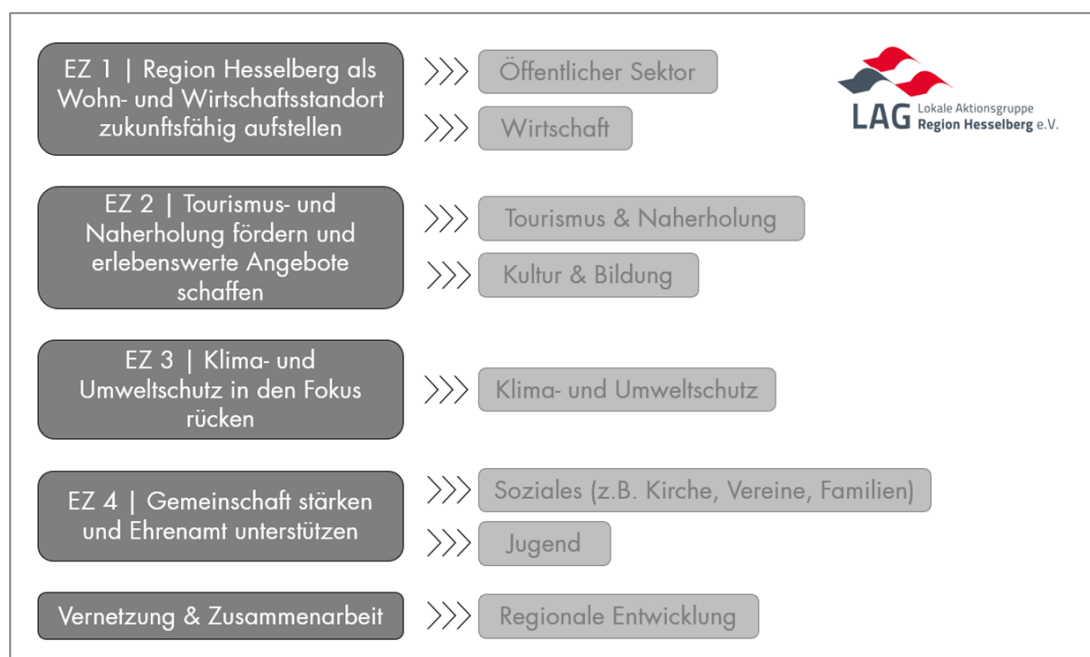 EZ 1 | Region Hesselberg als
Wohn- und Wirtschaftsstandort
zukunftsfähig aufstellen
Öffentlicher Sektor
Wirtschaft
LAG Lokale Aktionsgruppe
Region Hesselberg e.V.
EZ 2 | Tourismus- und
Naherholung fördern und
erlebenswerte Angebote
schaffen
Tourismus & Naherholung
Kultur & Bildung
EZ 3 | Klima- und
Umweltschutz in den Fokus
rücken
Klima- und Umweltschutz
EZ 4 | Gemeinschaft stärken
und Ehrenamt unterstützen
Soziales (z.B. Kirche, Vereine, Familien)
Jugend
Vernetzung & Zusammenarbeit
Regionale Entwicklung